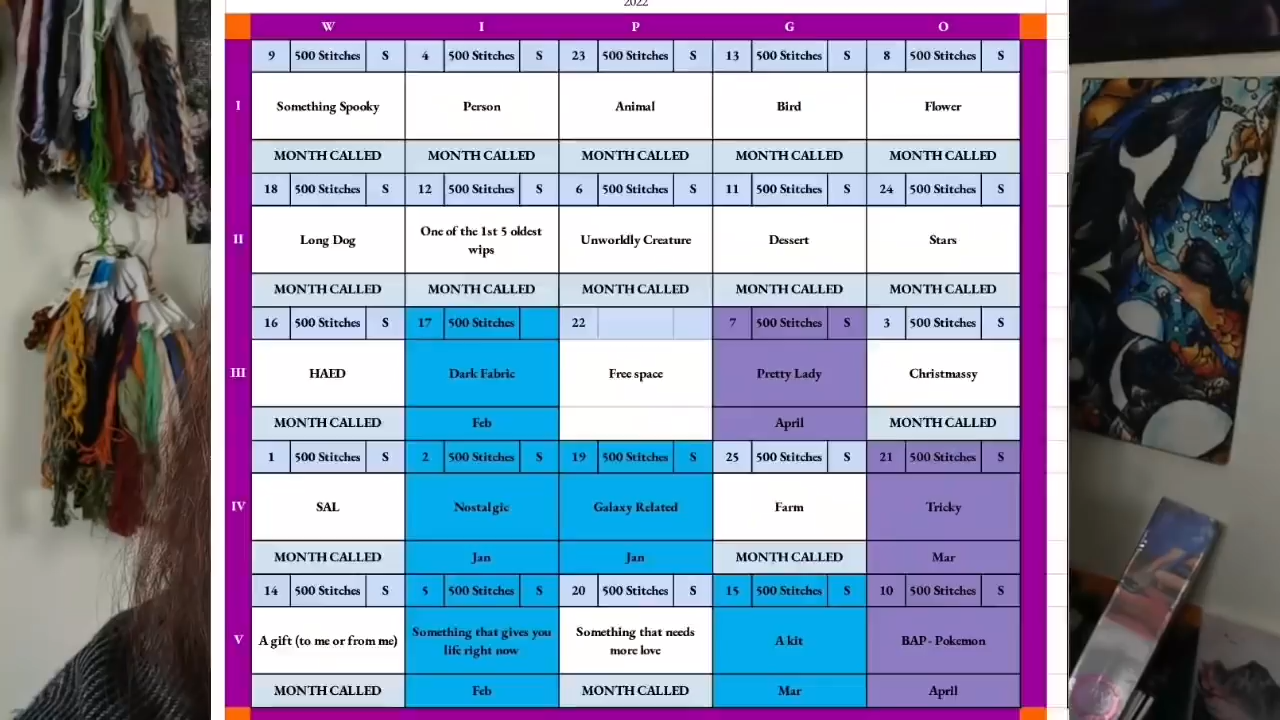 2022
W I P G O
9 500 Stitches S 4 500 Stitches S 23 500 Stitches S 13 500 Stitches S 8 500 Stitches S
I Something Spooky Person Animal Bird Flower
MONTH CALLED MONTH CALLED MONTH CALLED MONTH CALLED MONTH CALLED
18 500 Stitches S 12 500 Stitches S 6 500 Stitches S 11 500 Stitches S 24 500 Stitches S
One of the 1st 5 oldest
II Long Dog wips Unworldly Creature Dessert Stars
MONTH CALLED MONTH CALLED MONTH CALLED MONTH CALLED MONTH CALLED
16 500 Stitches S 17 500 Stitches 22 7 500 Stitches S 3 500 Stitches S
III HAED Dark Fabric Free space Pretty Lady Christmassy
MONTH CALLED Feb April MONTH CALLED
1 500 Stitches S 2 500 Stitches S 19 500 Stitches S 25 500 Stitches S 21 500 Stitches S
IV SAL Nostalgic Galaxy Related Farm Tricky
MONTH CALLED Jan Jan MONTH CALLED Mar
14 500 Stitches S 5 500 Stitches S 20 500 Stitches S 15 500 Stitches S 10 500 Stitches S
Something that gives you Something that needs
V A gift (to me or from me) life right now more love A kit BAP - Pokemon
MONTH CALLED Feb MONTH CALLED Mar April